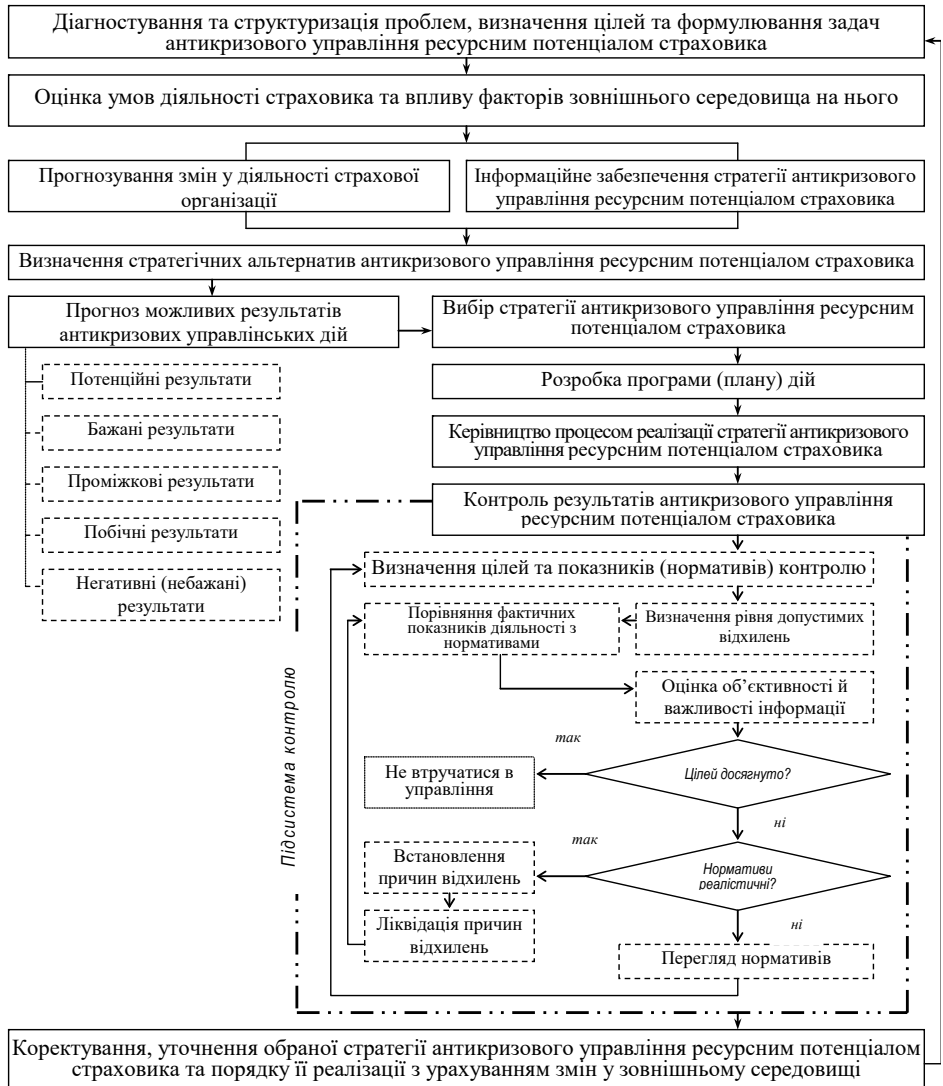 Діагностування та структуризація проблем, визначення цілей та формулювання задач
антикризового управління ресурсним потенціалом страховика
Оцінка умов діяльності страховика та впливу факторів зовнішнього середовища на нього
Прогнозування змін у діяльності страхової
організації
Інформаційне забезпечення стратегії антикризового
управління ресурсним потенціалом страховика
Визначення стратегічних альтернатив антикризового управління ресурсним потенціалом страховика
Прогноз можливих результатів
антикризових управлінських дій
Вибір стратегії антикризового управління ресурсним
потенціалом страховика
Потенційні результати
Бажані результати
Проміжкові результати
Побічні результати
Негативні (небажані)
результати
Розробка програми (плану) дій
Керівництво процесом реалізації стратегії антикризового
управління ресурсним потенціалом страховика
Контроль результатів антикризового управління
ресурсним потенціалом страховика
Підсистема контролю
Визначення цілей та показників (нормативів) контролю
Порівняння фактичних
показників діяльності з
нормативами
Визначення рівня допустимих
відхилень
Оцінка об’єктивності й
важливості інформації
так
Не втручатися в
управління
Цілей досягнуто?
ні
так
Встановлення
причин відхилень
Нормативи
реалістичні?
Ліквідація причин
відхилень
ні
Перегляд нормативів
Коректування, уточнення обраної стратегії антикризового управління ресурсним потенціалом
страховика та порядку її реалізації з урахуванням змін у зовнішньому середовищі